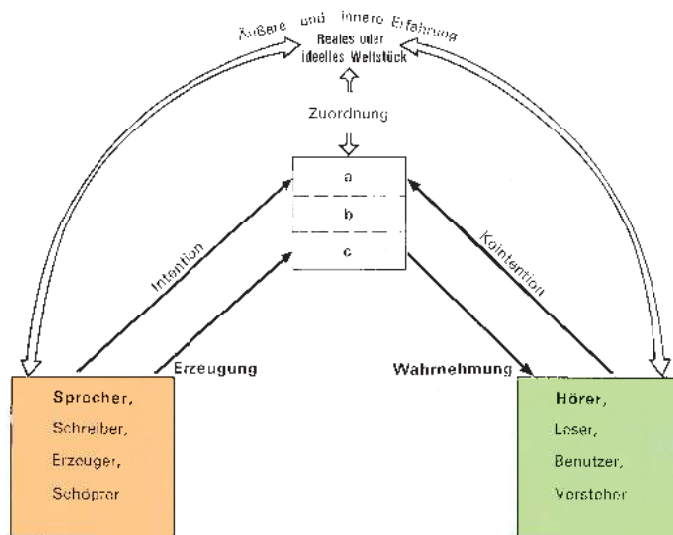 Äußere und innere Erfahrung
Reales oder
ideelles Weltstück
Zuordnung
a
b
c
Intention
Kointention
Erzeugung
Wahrnehmung
Sprecher,
Schreiber,
Erzeuger,
Schöpfer
Hörer,
Leser,
Benutzer,
Versteher